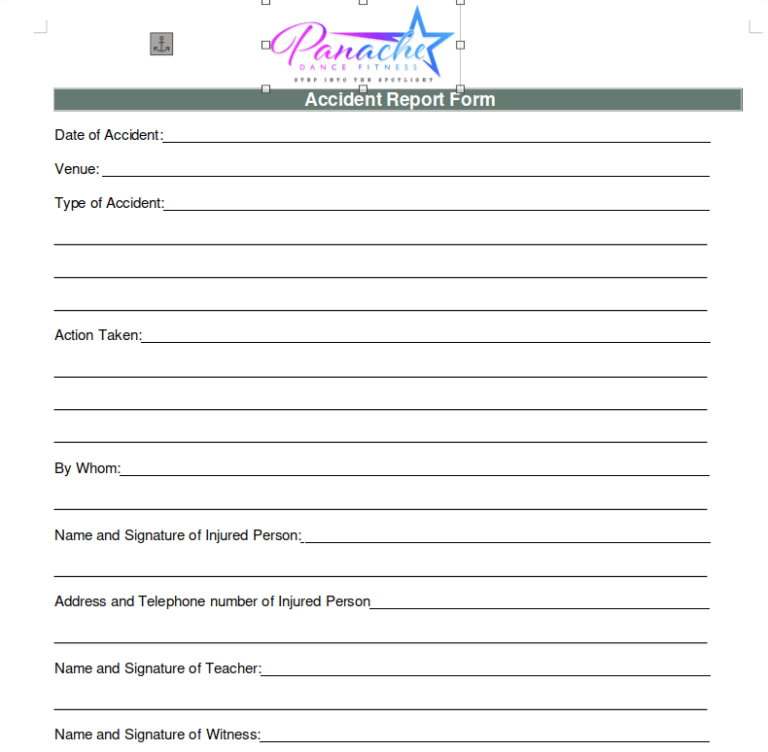 Panache
DANCE FITNESS
STEP INTO THE SPOTLIGHT
Accident Report Form
Date of Accident:
Venue:
Type of Accident:
Action Taken:
By Whom:
Name and Signature of Injured Person:
Address and Telephone number of Injured Person
Name and Signature of Teacher:
Name and Signature of Witness: